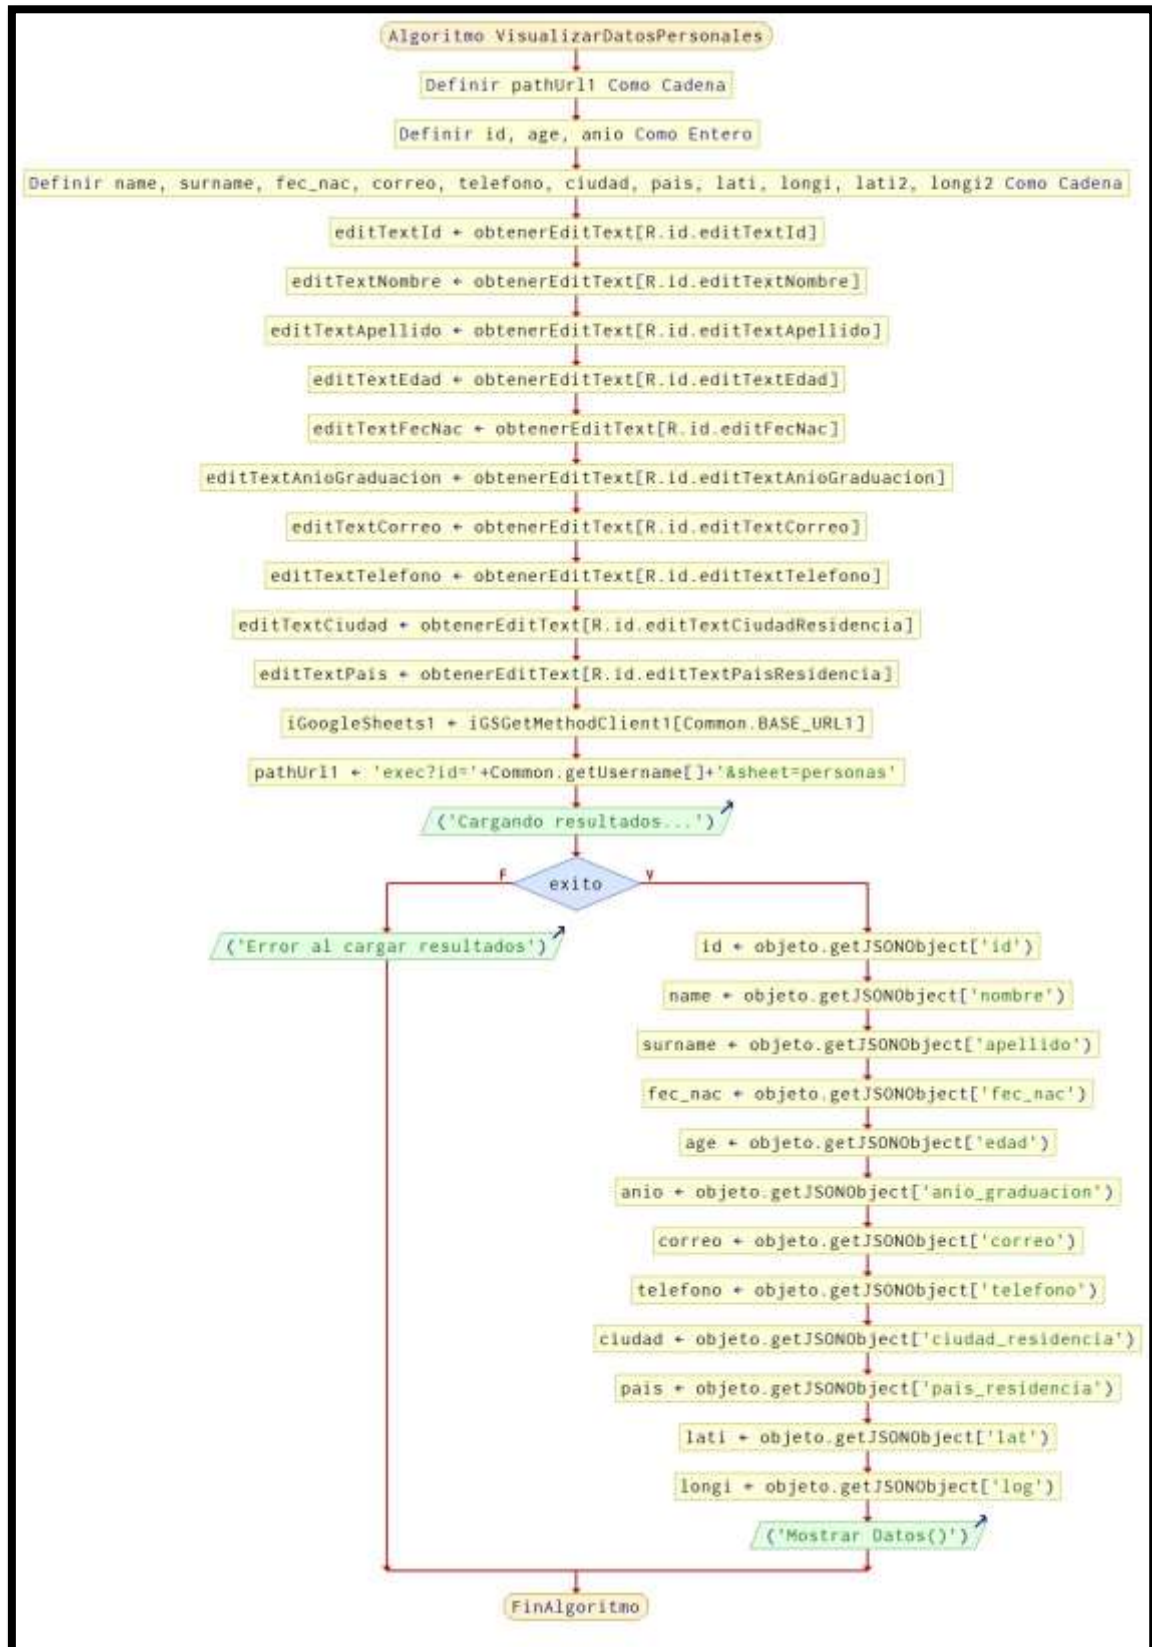 Algoritmo VisualizarDatosPersonales
Definir pathUrl1 Como Cadena
Definir id, age, anio Como Entero
Definir name, surname, fec_nac, correo, telefono, ciudad, pais, lati, longi, lati2, longi2 Como Cadena
editTextId ← obtenerEditText[R.id.editTextId]
editTextNombre ← obtenerEditText[R.id.editTextNombre]
editTextApellido ← obtenerEditText[R.id.editTextApellido]
editTextEdad ← obtenerEditText[R.id.editTextEdad]
editTextFecNac ← obtenerEditText[R.id.editFecNac]
editTextAnioGraduacion ← obtenerEditText[R.id.editTextAnioGraduacion]
editTextCorreo ← obtenerEditText[R.id.editTextCorreo]
editTextTelefono ← obtenerEditText[R.id.editTextTelefono]
editTextCiudad ← obtenerEditText[R.id.editTextCiudadResidencia]
editTextPais ← obtenerEditText[R.id.editTextPaisResidencia]
iGoogleSheets1 ← iGSGetMethodClient1[Common.BASE_URL1]
pathUrl1 ← 'exec?id='+Common.getUsername[]+'&sheet=personas'
('Cargando resultados...')
F
exito
V
('Error al cargar resultados')
id ← objeto.getJSONObject['id')
name ← objeto.getJSONObject['nombre')
surname ← objeto.getJSONObject['apellido')
fec_nac ← objeto.getJSONObject['fec_nac')
age ← objeto.getJSONObject['edad')
anio ← objeto.getJSONObject['anio_graduacion')
correo ← objeto.getJSONObject['correo')
telefono ← objeto.getJSONObject['telefono')
ciudad ← objeto.getJSONObject['ciudad_residencia')
pais ← objeto.getJSONObject['pais_residencia')
lati ← objeto.getJSONObject['lat')
longi ← objeto.getJSONObject['log')
('Mostrar Datos()')
FinAlgoritmo